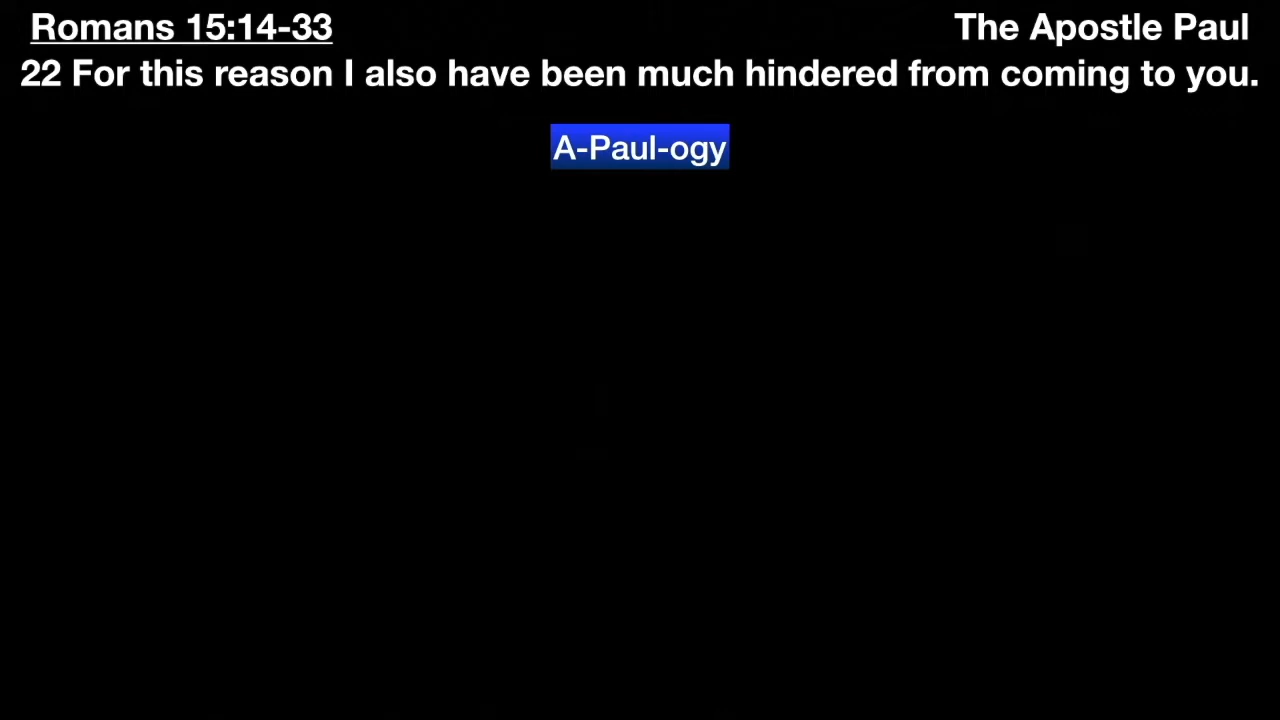 Romans 15:14-33 The Apostle Paul
22 For this reason I also have been much hindered from coming to you.
A-Paul-ogy